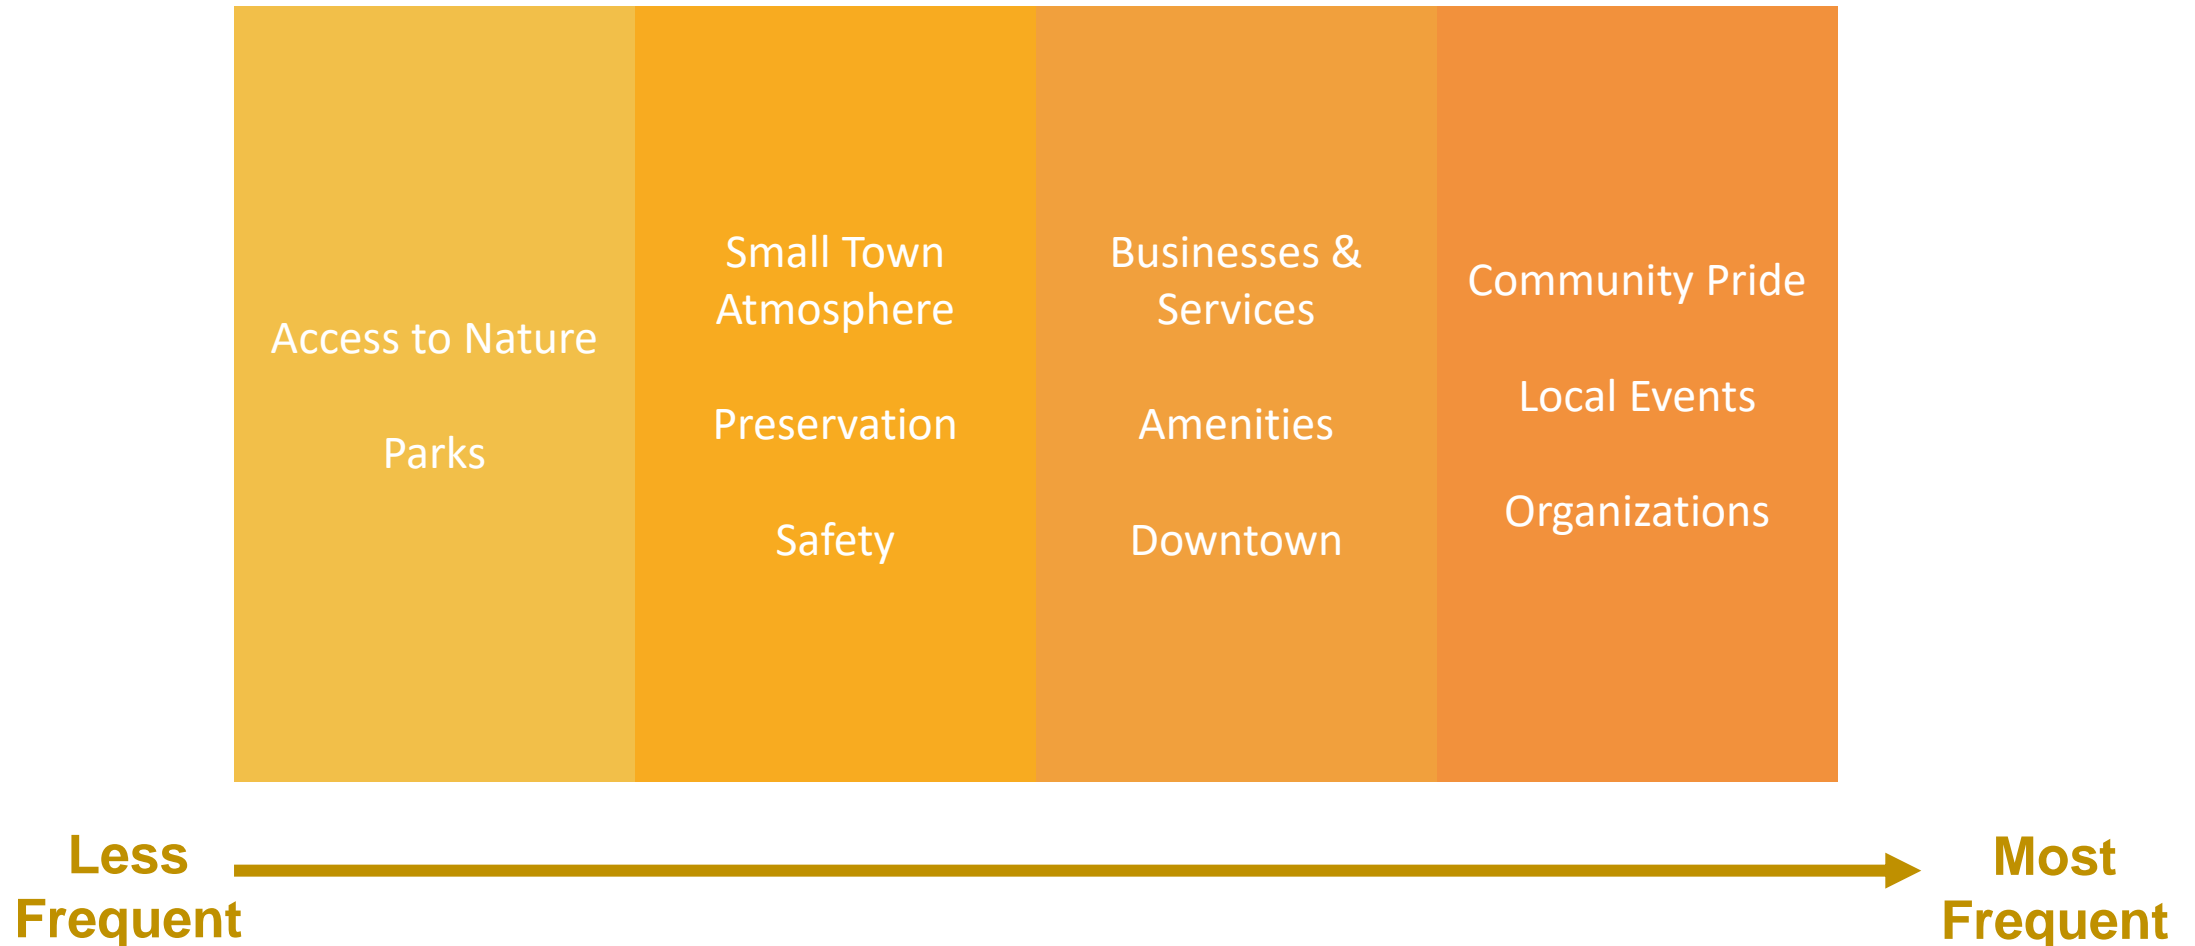 Access to Nature
Parks
Small Town
Atmosphere
Preservation
Safety
Businesses &
Services
Amenities
Downtown
Community Pride
Local Events
Organizations
Less
Frequent
Most
Frequent